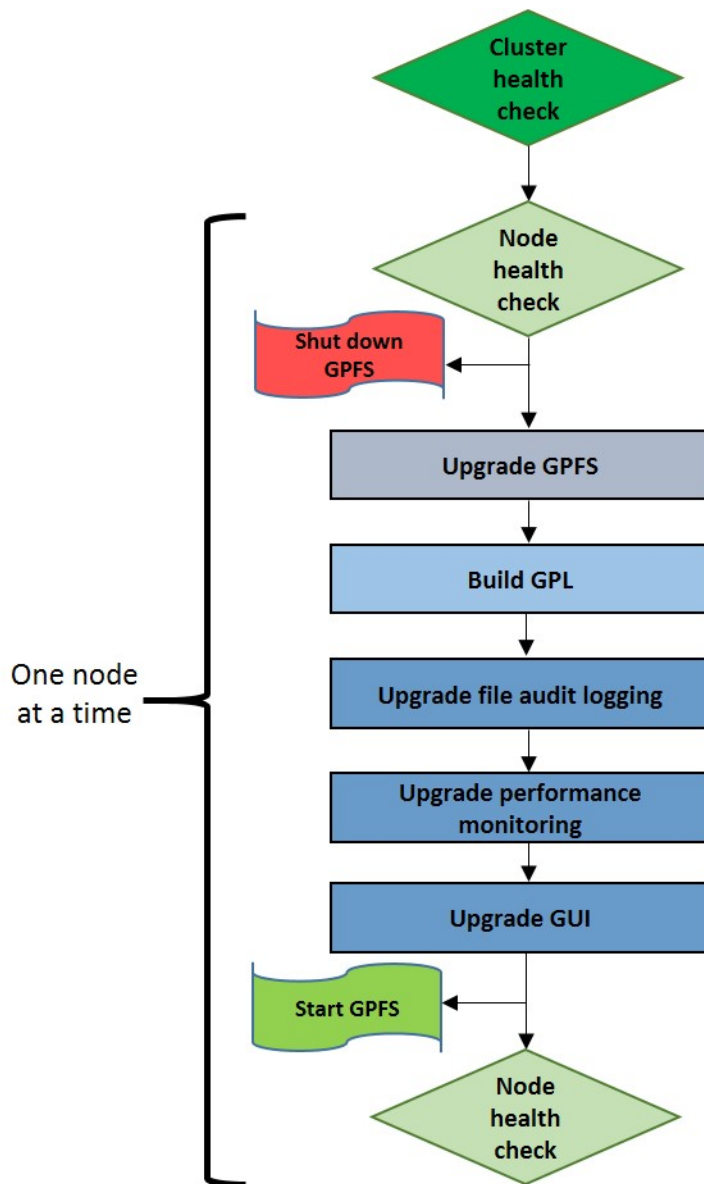 Cluster
health
check
Node
health
check
Shut down
GPFS
Upgrade GPFS
Build GPL
One node
at a time
Upgrade file audit logging
Upgrade performance
monitoring
Upgrade GUI
Start GPFS
Node
health
check